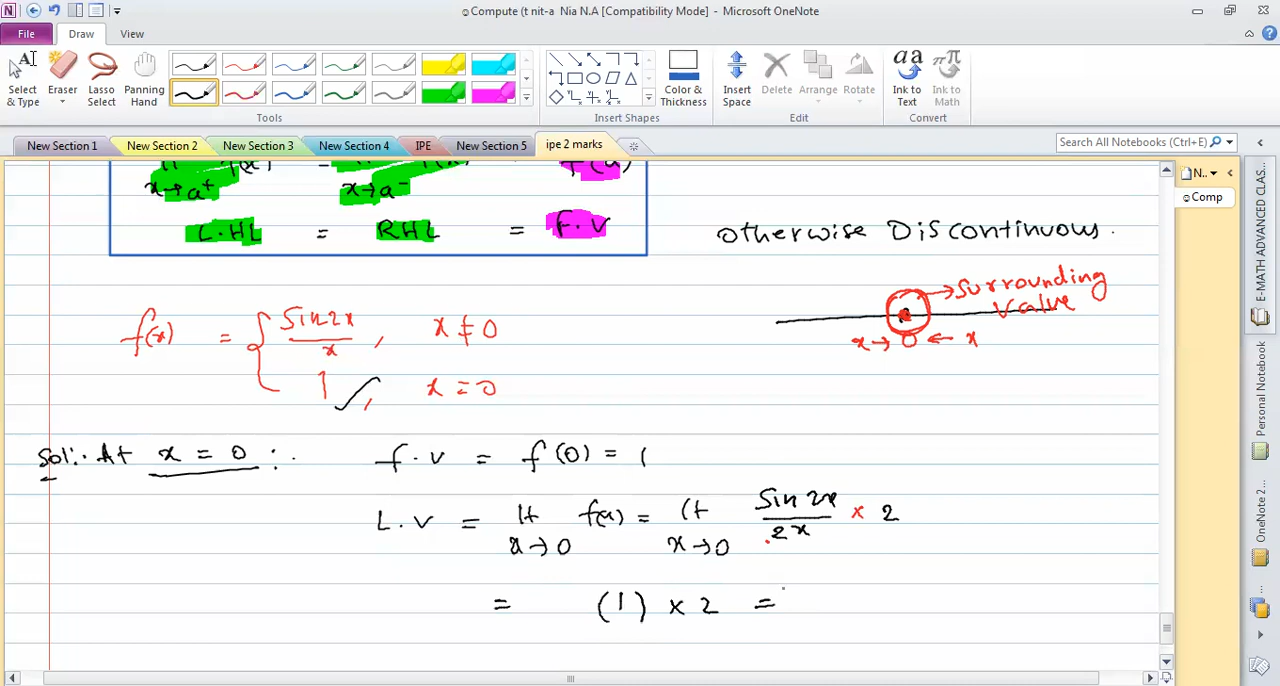 ©Compute (t nit-a Nia N.A [Compatibility Mode] - Microsoft OneNote
File Draw View
Select & Type Eraser Lasso Select Panning Hand Color & Thickness Insert Space Delete Arrange Rotate Ink to Text Ink to Math
Tools Insert Shapes Edit Convert
New Section 1 New Section 2 New Section 3 New Section 4 IPE New Section 5 ipe 2 marks Search All Notebooks (Ctrl+E)
N..
©Comp
E-MATH ADVANCED CLAS..
Personal Notebook
OneNote 2..
f(x) = f(a)
x→a⁺ x→a⁻
L.HL = RHL = F.V
otherwise Discontinuous.
→Surrounding Value
x→ 0 ← x
f(x) = { sin2x / x , x ≠ 0
1 , x = 0
Sol:. At x = 0 :. f.v = f(0) = 1
L.V = lt x→0 f(x) = lt x→0 sin 2x / 2x × 2
= (1) × 2 =